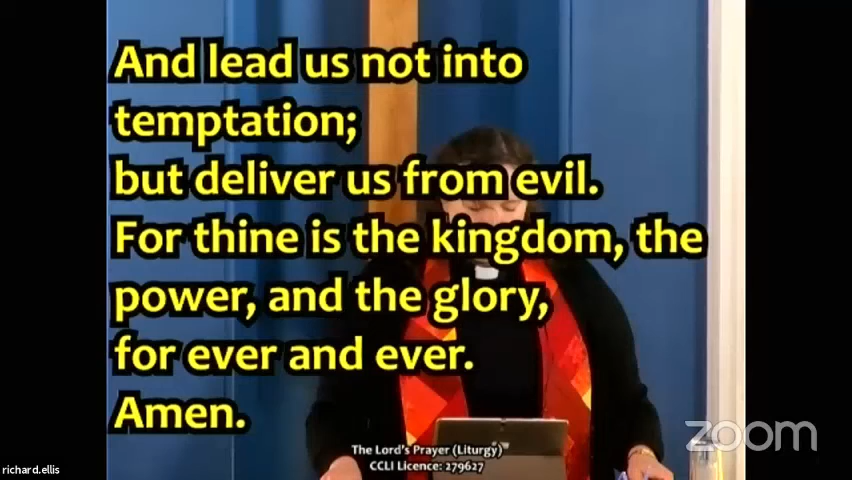 And lead us not into
temptation;
but deliver us from evil.
For thine is the kingdom, the
power, and the glory,
for ever and ever.
Amen.
The Lord's Prayer (Liturgy)
CCLI Licence: 279627
zoom
richard.ellis